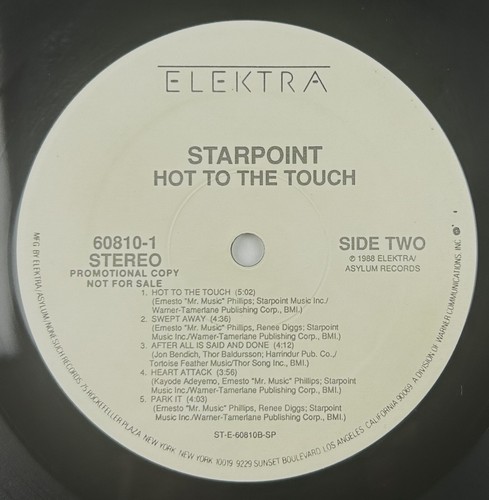 ELEKTRA
STARPOINT
HOT TO THE TOUCH
60810-1
STEREO
PROMOTIONAL COPY
NOT FOR SALE
SIDE TWO
℗ 1988 ELEKTRA/
ASYLUM RECORDS
1. HOT TO THE TOUCH (5:02)
(Ernesto "Mr. Music" Phillips; Starpoint Music Inc./
Warner-Tamerlane Publishing Corp., BMI.)
2. SWEPT AWAY (4:36)
(Ernesto "Mr. Music" Phillips, Renee Diggs; Starpoint
Music Inc./Warner-Tamerlane Publishing Corp., BMI.)
3. AFTER ALL IS SAID AND DONE (4:12)
(Jon Bendich, Thor Baldursson; Harrindur Pub. Co.,/
Tortoise Feather Music/Thor Song Inc., BMI.)
4. HEART ATTACK (3:56)
(Kayode Adeyemo, Ernesto "Mr. Music" Phillips; Starpoint
Music Inc./Warner-Tamerlane Publishing Corp., BMI.)
5. PARK IT (4:03)
(Ernesto "Mr. Music" Phillips, Renee Diggs; Starpoint
Music Inc./Warner-Tamerlane Publishing Corp., BMI.)
ST-E-60810B-SP
MFG BY ELEKTRA/ASYLUM/NONESUCH RECORDS 75 ROCKEFELLER PLAZA, NEW YORK, NEW YORK 10019 9229 SUNSET BOULEVARD LOS ANGELES, CALIFORNIA 90069 A DIVISION OF WARNER COMMUNICATIONS, INC.